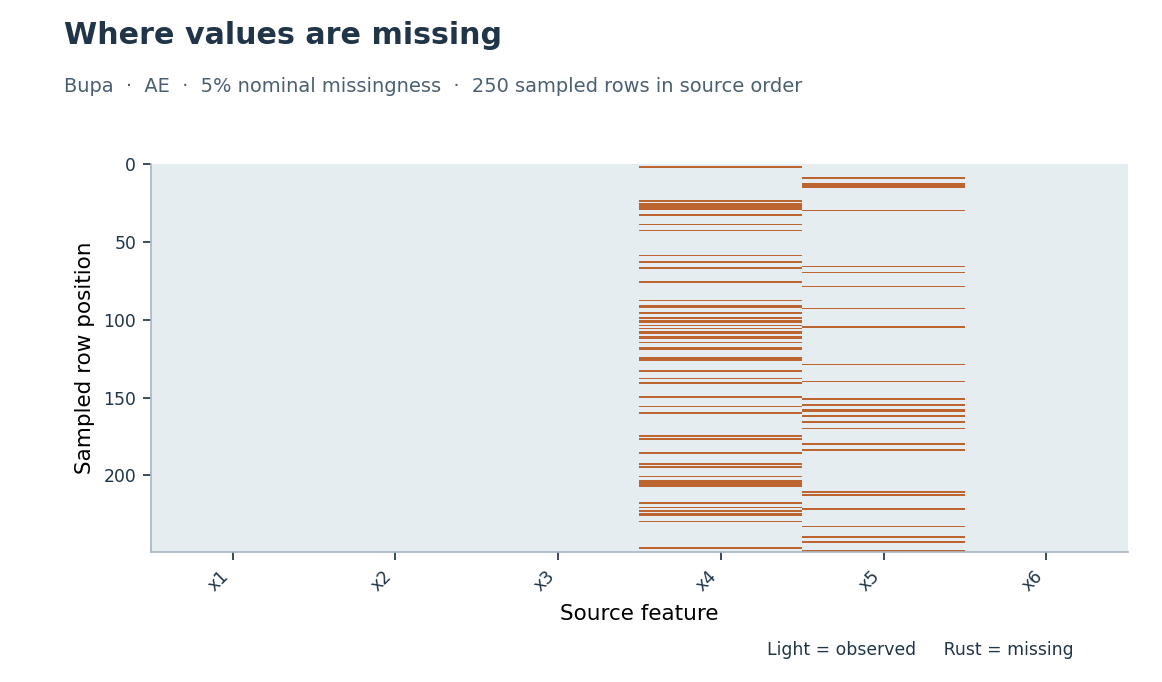 Where values are missing
Bupa · AE · 5% nominal missingness · 250 sampled rows in source order
0
50
100
150
200
Sampled row position
x1
x2
x3
x4
x5
x6
Source feature
Light = observed Rust = missing